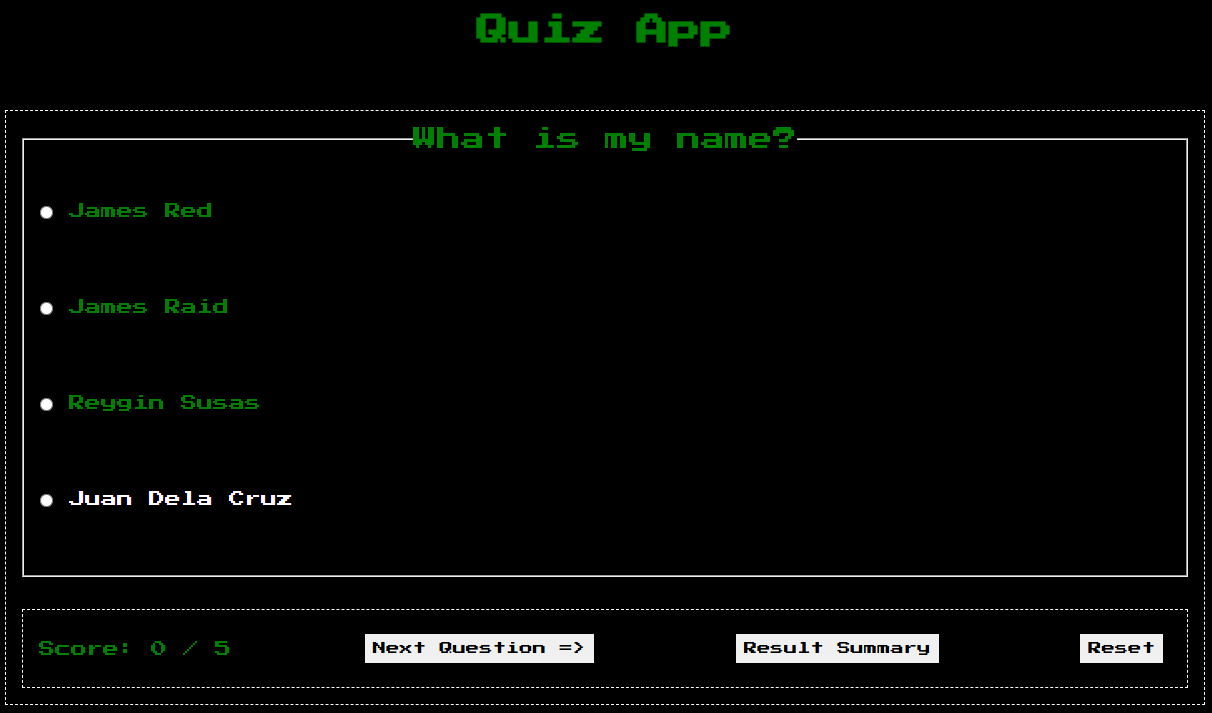 Quiz App
What is my name?
James Red
James Raid
Reygin Susas
Juan Dela Cruz
Score: 0 / 5 Next Question => Result Summary Reset